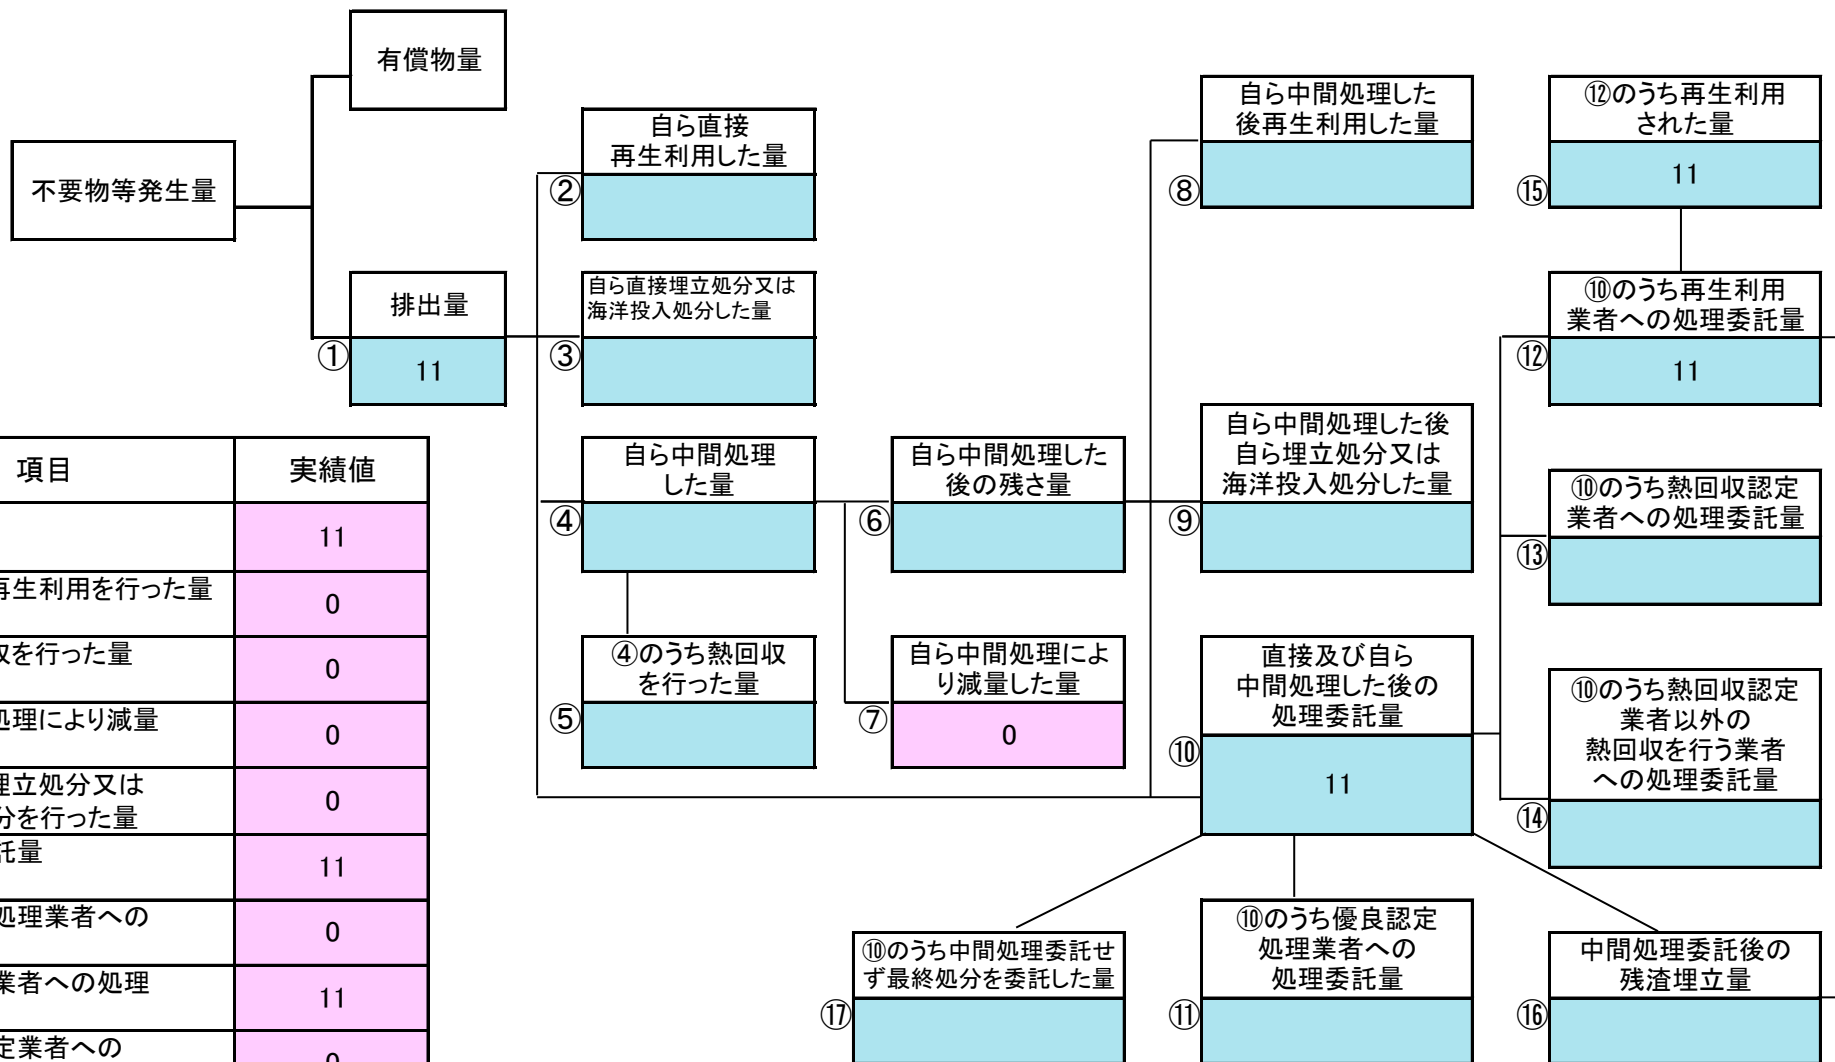 有償物量
不要物等発生量
排出量
①
11
自ら直接
再生利用した量
②
自ら直接埋立処分又は
海洋投入処分した量
③
自ら中間処理
した量
④
④のうち熱回収
を行った量
⑤
自ら中間処理した
後の残さ量
⑥
自ら中間処理によ
り減量した量
⑦
0
自ら中間処理した
後再生利用した量
⑧
自ら中間処理した後
自ら埋立処分又は
海洋投入処分した量
⑨
直接及び自ら
中間処理した後の
処理委託量
⑩
11
⑫のうち再生利用
された量
⑮
11
⑩のうち再生利用
業者への処理委託量
⑫
11
⑩のうち熱回収認定
業者への処理委託量
⑬
⑩のうち熱回収認定
業者以外の
熱回収を行う業者
への処理委託量
⑭
⑩のうち中間処理委託せ
ず最終処分を委託した量
⑰
⑩のうち優良認定
処理業者への
処理委託量
⑪
中間処理委託後の
残渣埋立量
⑯
項目 実績値
11
再生利用を行った量 0
を行った量 0
処理により減量 0
埋立処分又は
分を行った量 0
託量 11
処理業者への 0
業者への処理 11
定業者への 0